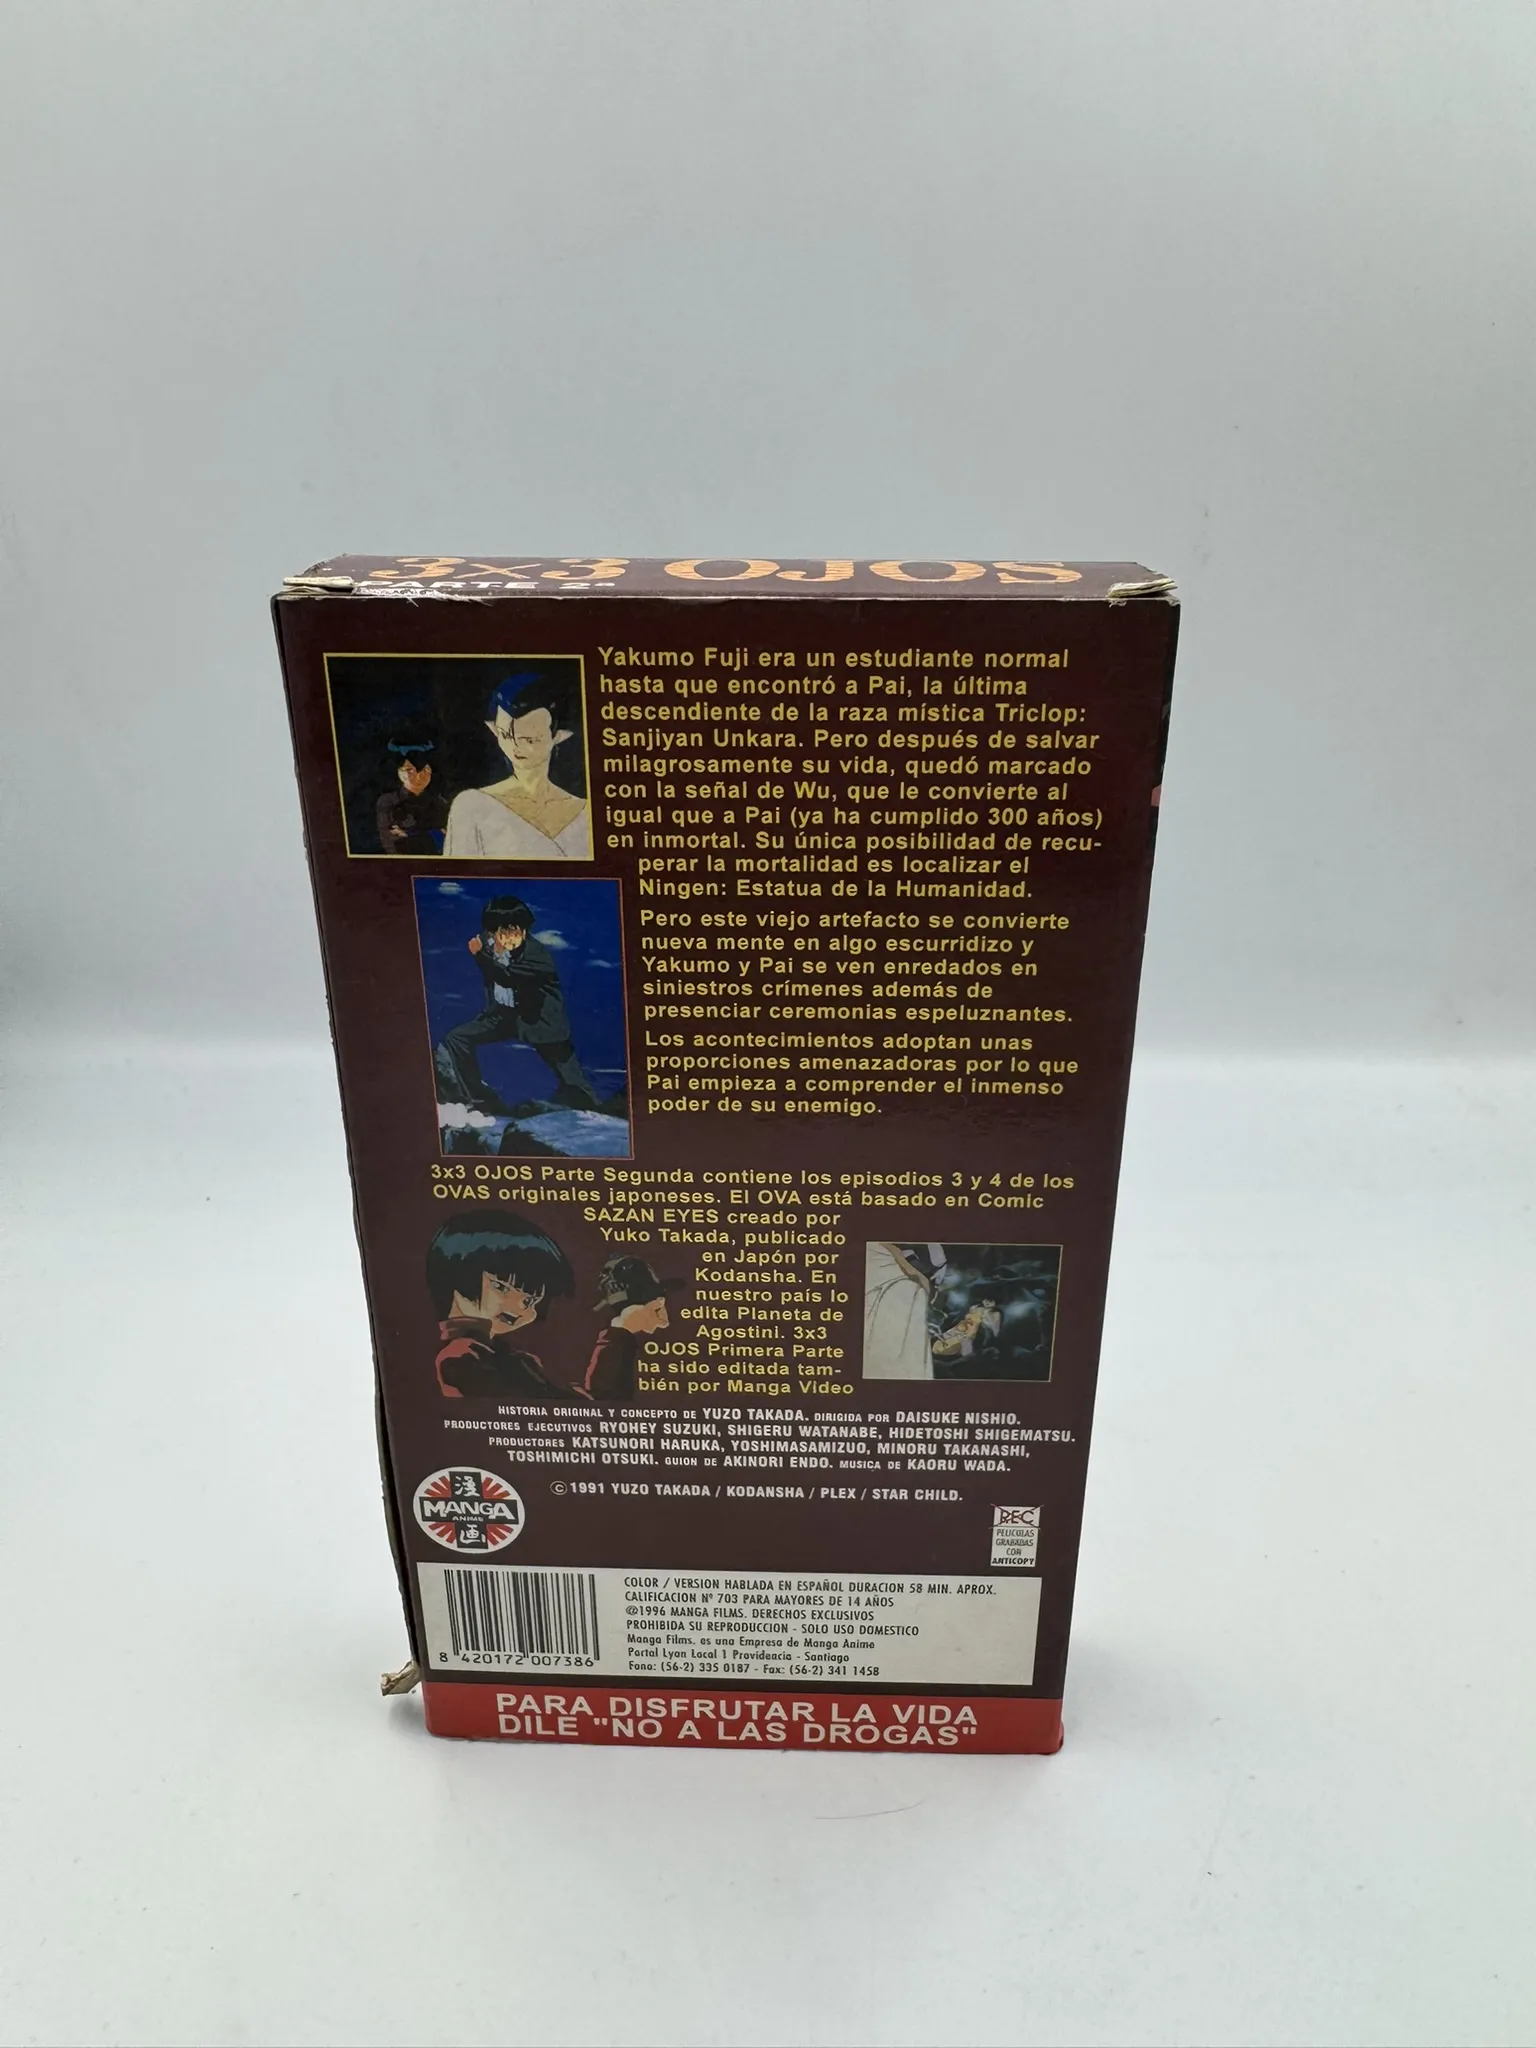 3x3 OJOS
PARTE 2ª
Yakumo Fuji era un estudiante normal
hasta que encontró a Pai, la última
descendiente de la raza mística Triclop:
Sanjiyan Unkara. Pero después de salvar
milagrosamente su vida, quedó marcado
con la señal de Wu, que le convierte al
igual que a Pai (ya ha cumplido 300 años)
en inmortal. Su única posibilidad de recu-
perar la mortalidad es localizar el
Ningen: Estatua de la Humanidad.
Pero este viejo artefacto se convierte
nueva mente en algo escurridizo y
Yakumo y Pai se ven enredados en
siniestros crímenes además de
presenciar ceremonias espeluznantes.
Los acontecimientos adoptan unas
proporciones amenazadoras por lo que
Pai empieza a comprender el inmenso
poder de su enemigo.
3x3 OJOS Parte Segunda contiene los episodios 3 y 4 de los
OVAS originales japoneses. El OVA está basado en Comic
SAZAN EYES creado por
Yuko Takada, publicado
en Japón por
Kodansha. En
nuestro país lo
edita Planeta de
Agostini. 3x3
OJOS Primera Parte
ha sido editada tam-
bién por Manga Video
HISTORIA ORIGINAL Y CONCEPTO DE YUZO TAKADA. DIRIGIDA POR DAISUKE NISHIO.
PRODUCTORES EJECUTIVOS RYOHEY SUZUKI, SHIGERU WATANABE, HIDETOSHI SHIGEMATSU.
PRODUCTORES KATSUNORI HARUKA, YOSHIMASAMIZUO, MINORU TAKANASHI,
TOSHIMICHI OTSUKI. GUION DE AKINORI ENDO. MUSICA DE KAORU WADA.
©1991 YUZO TAKADA / KODANSHA / PLEX / STAR CHILD.
漫
MANGA
ANIME
画
REC
PELICULAS
GRABADAS
CON
ANTICOPY
8 420172 007386
COLOR / VERSION HABLADA EN ESPAÑOL DURACION 58 MIN. APROX.
CALIFICACION Nº 703 PARA MAYORES DE 14 AÑOS
@1996 MANGA FILMS. DERECHOS EXCLUSIVOS
PROHIBIDA SU REPRODUCCION - SOLO USO DOMESTICO
Manga Films. es una Empresa de Manga Anime
Portal Lyon Local 1 Providencia - Santiago
Fono: (56-2) 335 0187 - Fax: (56-2) 341 1458
PARA DISFRUTAR LA VIDA
DILE "NO A LAS DROGAS"